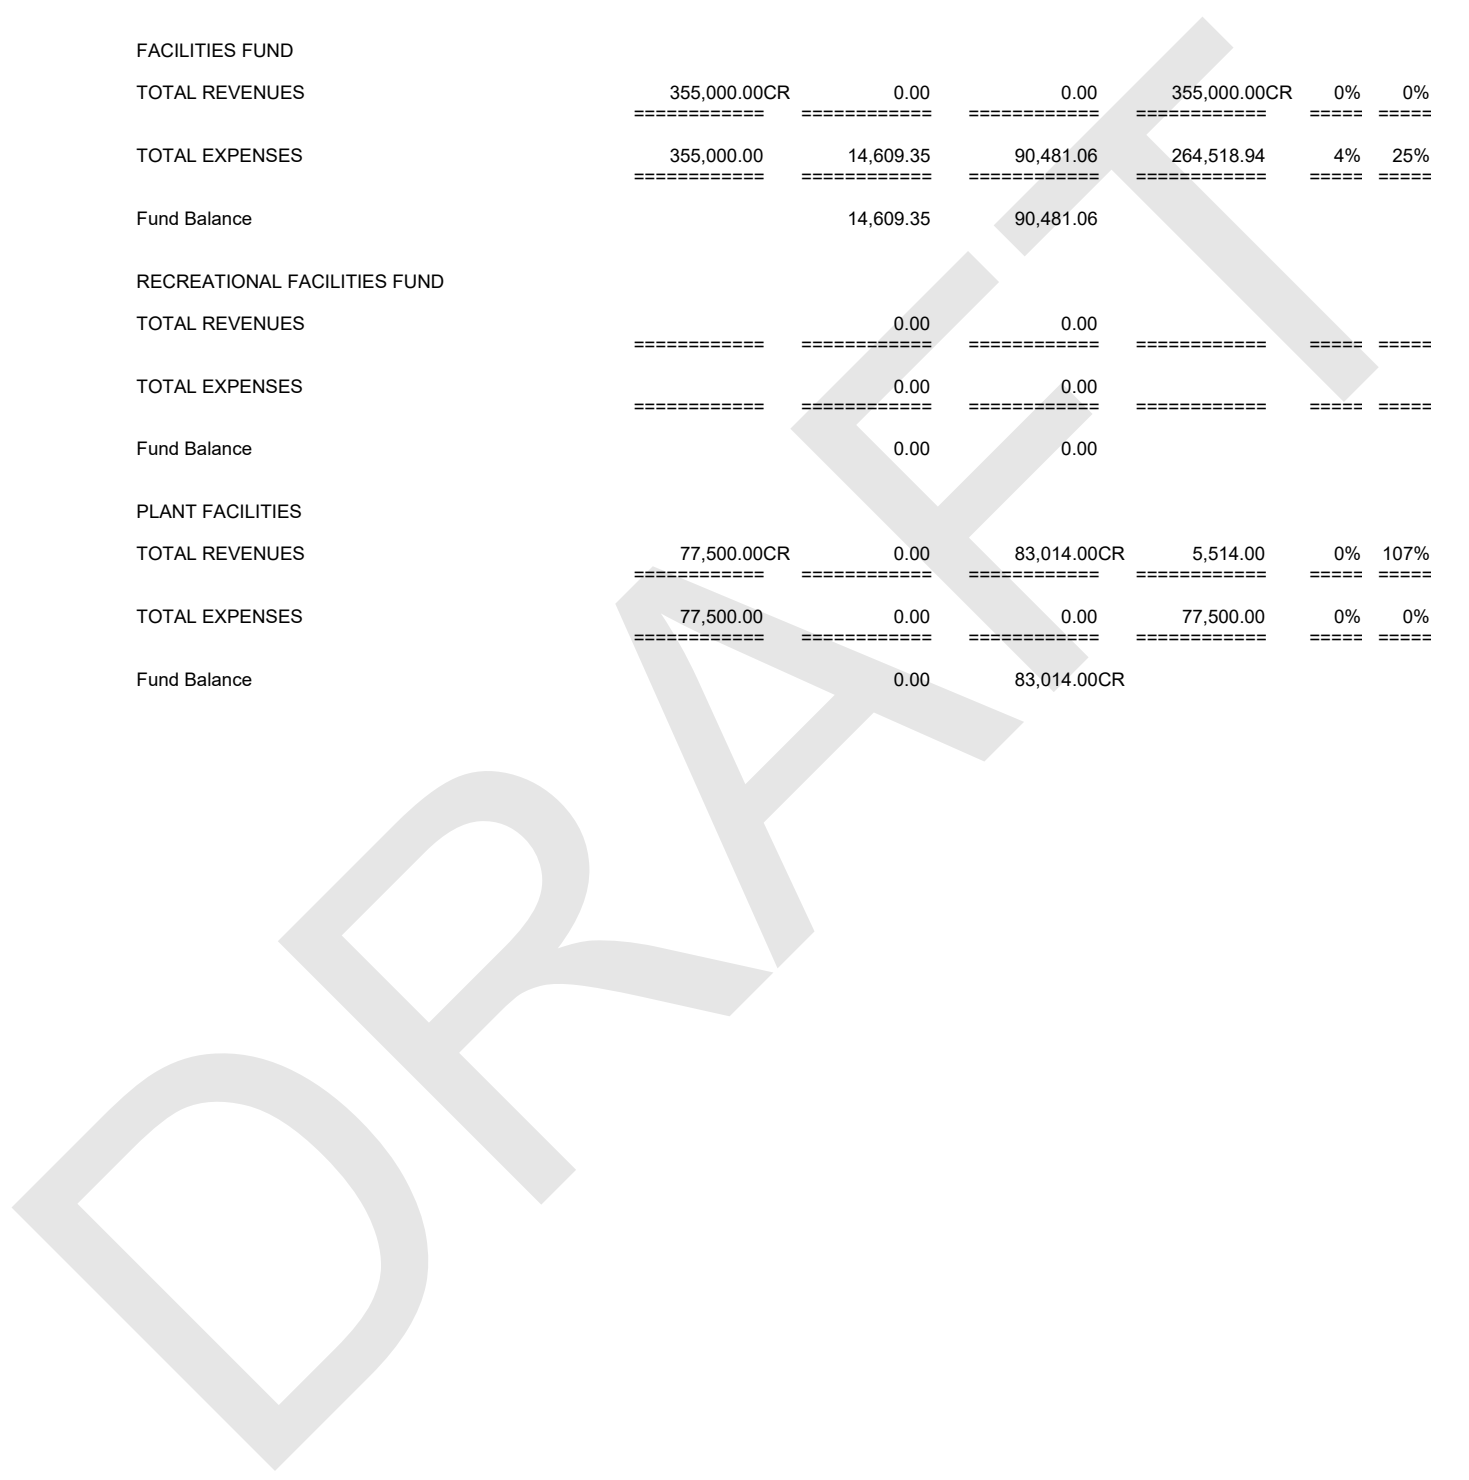 FACILITIES FUND
TOTAL REVENUES 355,000.00CR 0.00 0.00 355,000.00CR 0% 0%
============ ============ ============ ============ ===== =====
TOTAL EXPENSES 355,000.00 14,609.35 90,481.06 264,518.94 4% 25%
============ ============ ============ ============ ===== =====
Fund Balance 14,609.35 90,481.06
RECREATIONAL FACILITIES FUND
TOTAL REVENUES 0.00 0.00
============ ============ ============ ============ ===== =====
TOTAL EXPENSES 0.00 0.00
============ ============ ============ ============ ===== =====
Fund Balance 0.00 0.00
PLANT FACILITIES
TOTAL REVENUES 77,500.00CR 0.00 83,014.00CR 5,514.00 0% 107%
============ ============ ============ ============ ===== =====
TOTAL EXPENSES 77,500.00 0.00 0.00 77,500.00 0% 0%
============ ============ ============ ============ ===== =====
Fund Balance 0.00 83,014.00CR
DRAFT